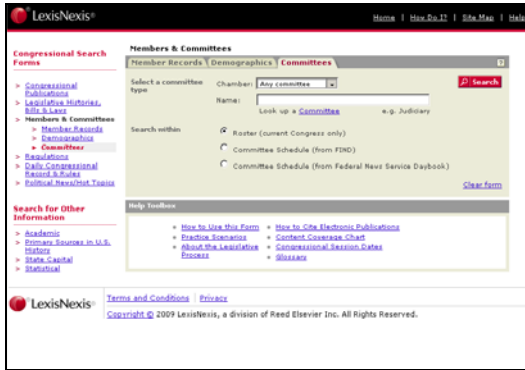 LexisNexis®
Home | How Do I? | Site Map | Help
Congressional Search
Forms
> Congressional
Publications
> Legislative Histories,
Bills & Laws
> Members & Committees
> Member Records
> Demographics
> Committees
> Regulations
> Daily Congressional
Record & Rules
> Political News/Hot Topics
Search for Other
Information
> Academic
> Primary Sources in U.S.
History
> State Capital
> Statistical
Members & Committees
Member Records Demographics Committees ?
Select a committee
type
Chamber: Any committee
Search
Name:
Look up a Committee e.g. Judiciary
Search within
Roster (current Congress only)
Committee Schedule (from FIND)
Committee Schedule (from Federal News Service Daybook)
Clear form
Help Toolbox
How to Use this Form
Practice Scenarios
About the Legislative
Process
How to Cite Electronic Publications
Content Coverage Chart
Congressional Session Dates
Glossary
LexisNexis®
Terms and Conditions | Privacy
Copyright © 2009 LexisNexis, a division of Reed Elsevier Inc. All Rights Reserved.